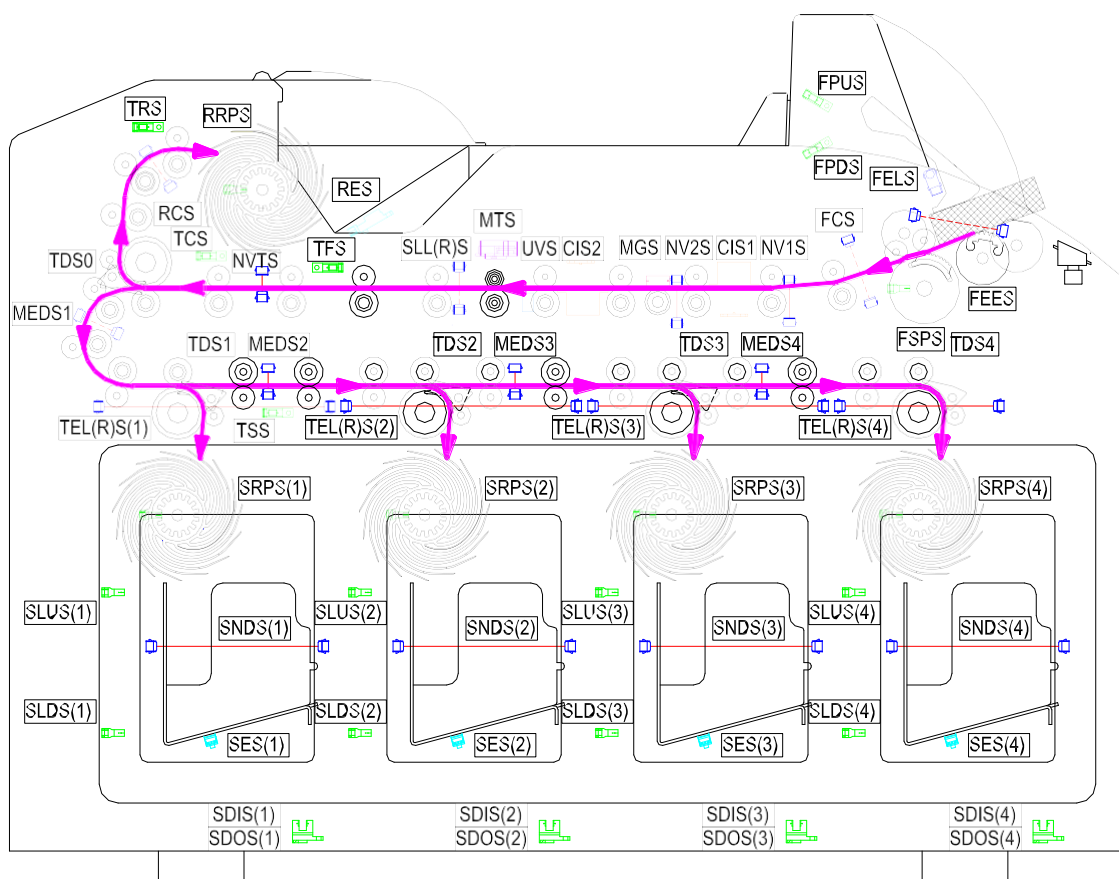 FPUS
TRS
RRPS
FPDS
FELS
RES
RCS
MTS
FCS
TCS
TDS0
NVTS
TFS
SLL(R)S
UVS
CIS2
MGS
NV2S
CIS1
NV1S
FEES
MEDS1
TDS1
MEDS2
TDS2
MEDS3
TDS3
MEDS4
FSPS
TDS4
TEL(R)S(1)
TSS
TEL(R)S(2)
TEL(R)S(3)
TEL(R)S(4)
SRPS(1)
SRPS(2)
SRPS(3)
SRPS(4)
SLUS(1)
SLUS(2)
SLUS(3)
SLUS(4)
SNDS(1)
SNDS(2)
SNDS(3)
SNDS(4)
SLDS(1)
SLDS(2)
SLDS(3)
SLDS(4)
SES(1)
SES(2)
SES(3)
SES(4)
SDIS(1)
SDOS(1)
SDIS(2)
SDOS(2)
SDIS(3)
SDOS(3)
SDIS(4)
SDOS(4)